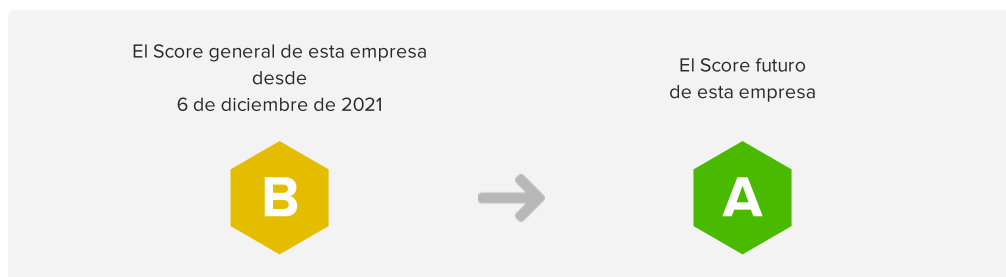 El Score general de esta empresa
desde
6 de diciembre de 2021
B
El Score futuro
de esta empresa
A